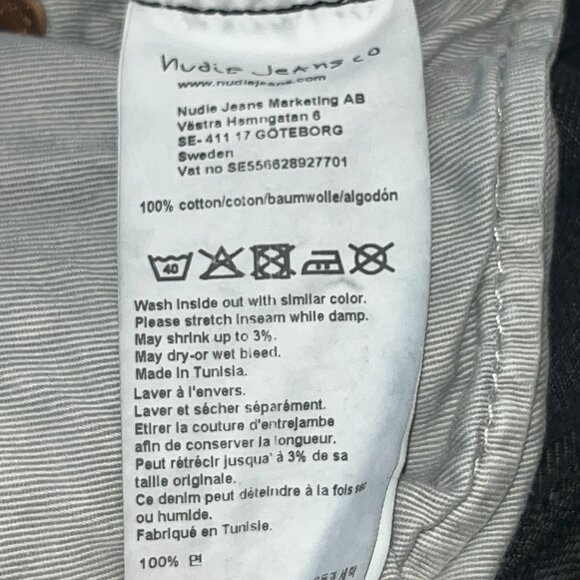 Nudie Jeans co
www.nudiejeans.com
Nudie Jeans Marketing AB
Västra Hamngatan 6
SE-411 17 GÖTEBORG
Sweden
Vat no SE556628927701
100% cotton/coton/baumwolle/algodón
40
Wash inside out with similar color.
Please stretch inseam while damp.
May shrink up to 3%.
May dry-or wet bleed.
Made in Tunisia.
Laver à l'envers.
Laver et sécher séparément.
Etirer la couture d'entrejambe
afin de conserver la longueur.
Peut rétrécir jusqu'à 3% de sa
taille originale.
Ce denim peut déteindre à la fois sec
ou humide.
Fabriqué en Tunisie.
100% 면